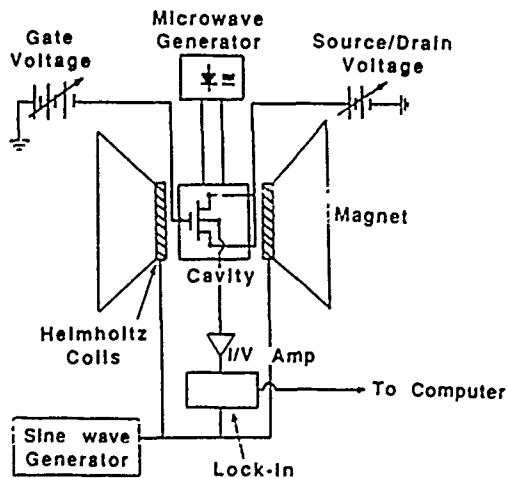 Microwave
Generator
Gate
Voltage
Source/Drain
Voltage
Magnet
Cavity
Helmholtz
Coils
I/V Amp
To Computer
Sine wave
Generator
Lock-in